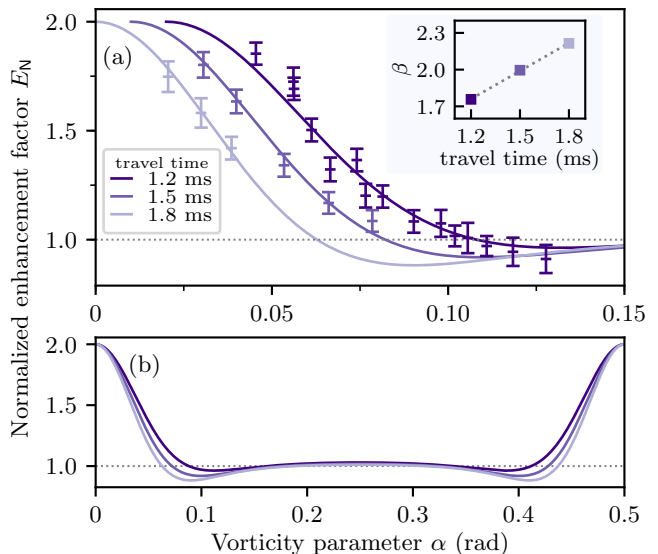 Normalized enhancement factor E_N
(a)
2.0
1.5
1.0
0
0.05
0.10
0.15
travel time
1.2 ms
1.5 ms
1.8 ms
β
2.3
2.0
1.7
1.2
1.5
1.8
travel time (ms)
(b)
2.0
1.5
1.0
0
0.1
0.2
0.3
0.4
0.5
Vorticity parameter α (rad)